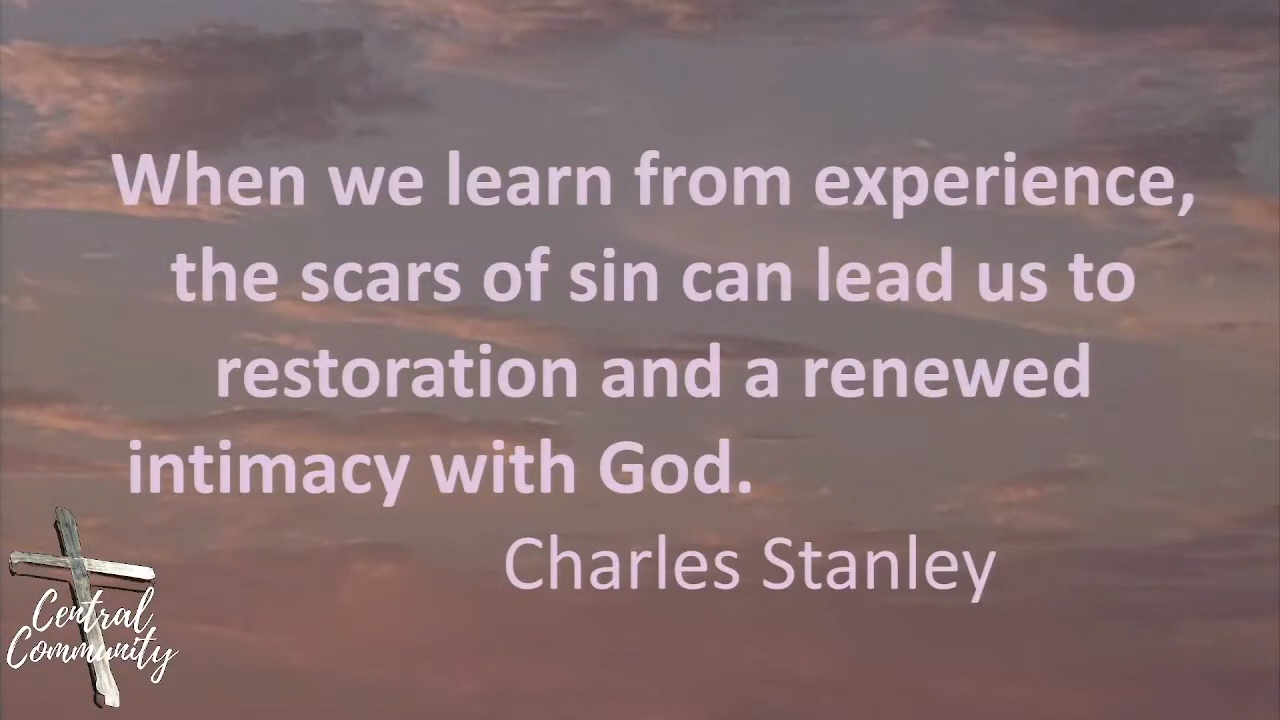 When we learn from experience,
the scars of sin can lead us to
restoration and a renewed
intimacy with God.
Charles Stanley
Central
Community